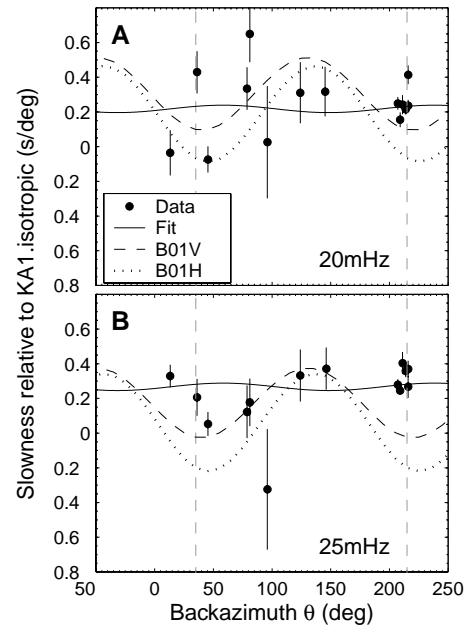 A
0.6
0.4
0.2
0
0.2
0.4
0.6
0.8
Data
Fit
B01V
B01H
20mHz
B
0.6
0.4
0.2
0
0.2
0.4
0.6
0.8
25mHz
50 0 50 100 150 200 250
Backazimuth θ (deg)
Slowness relative to KA1.isotropic (s/deg)